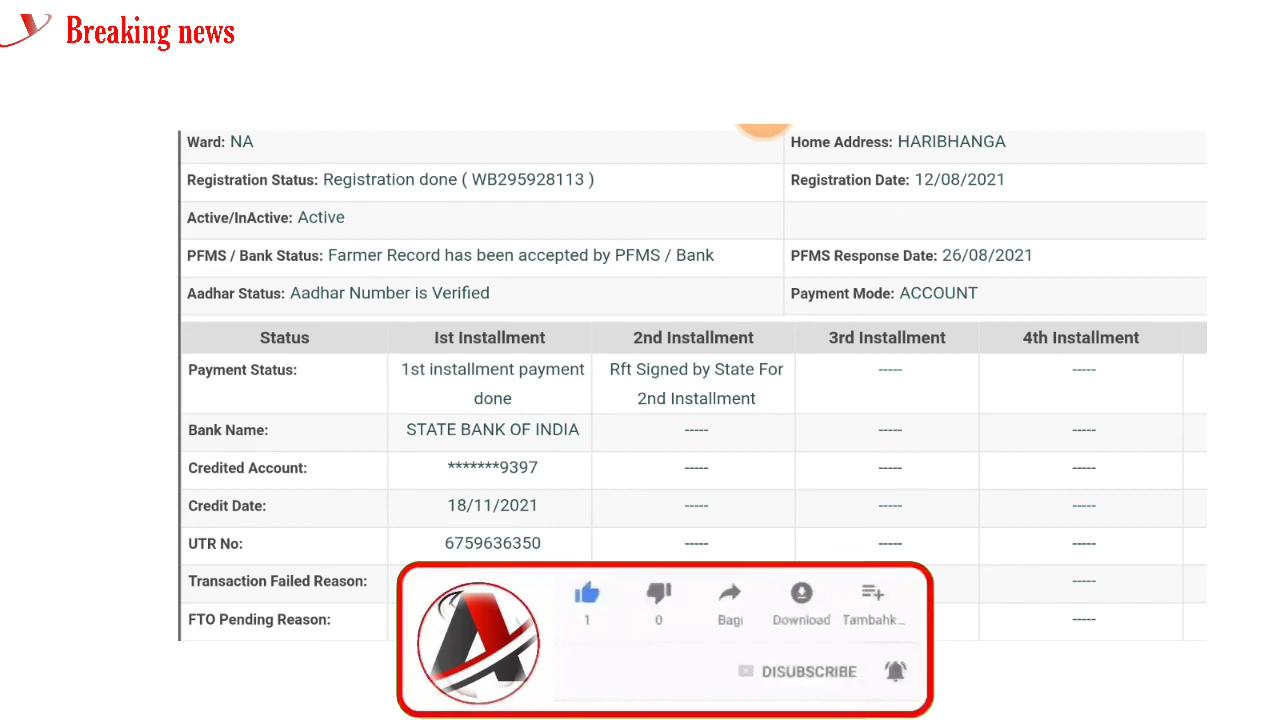 Breaking news
Ward: NA Home Address: HARIBHANGA
Registration Status: Registration done ( WB295928113 ) Registration Date: 12/08/2021
Active/InActive: Active
PFMS / Bank Status: Farmer Record has been accepted by PFMS / Bank PFMS Response Date: 26/08/2021
Aadhar Status: Aadhar Number is Verified Payment Mode: ACCOUNT
Status Ist Installment 2nd Installment 3rd Installment 4th Installment
Payment Status: 1st installment payment Rft Signed by State For ----- -----
done 2nd Installment
Bank Name: STATE BANK OF INDIA ----- ----- -----
Credited Account: *******9397 ----- ----- -----
Credit Date: 18/11/2021 ----- ----- -----
UTR No: 6759636350 ----- ----- -----
Transaction Failed Reason: -----
FTO Pending Reason: -----
1 0 Bagi Download Tambahk...
DISUBSCRIBE